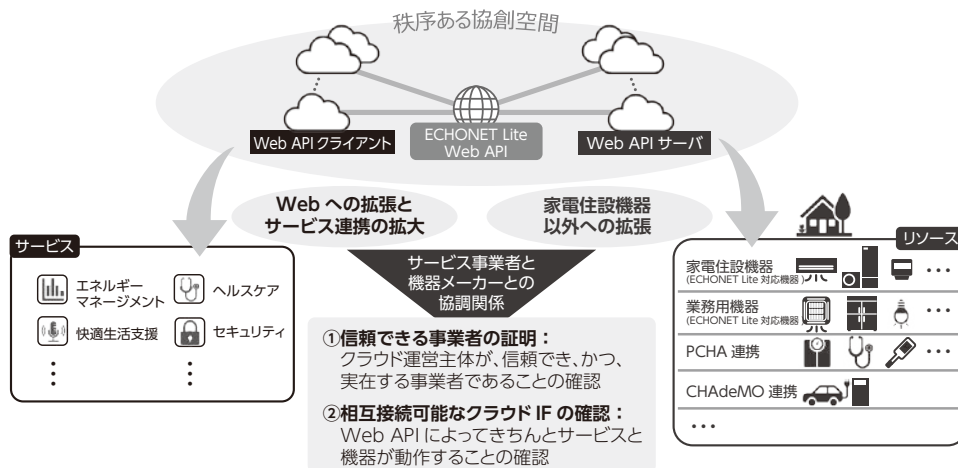 秩序ある協創空間
Web API クライアント
ECHONET Lite
Web API
Web API サーバ
Web への拡張と
サービス連携の拡大
家電住設機器
以外への拡張
サービス事業者と
機器メーカーとの
協調関係
①信頼できる事業者の証明：
クラウド運営主体が、信頼でき、かつ、
実在する事業者であることの確認
②相互接続可能なクラウド IF の確認：
Web API によってきちんとサービスと
機器が動作することの確認
サービス
エネルギー
マネージメント
ヘルスケア
快適生活支援
セキュリティ
⋮
⋮
リソース
家電住設機器
(ECHONET Lite 対応機器)
…
業務用機器
(ECHONET Lite 対応機器
…
PCHA 連携
…
CHAdeMO 連携
…